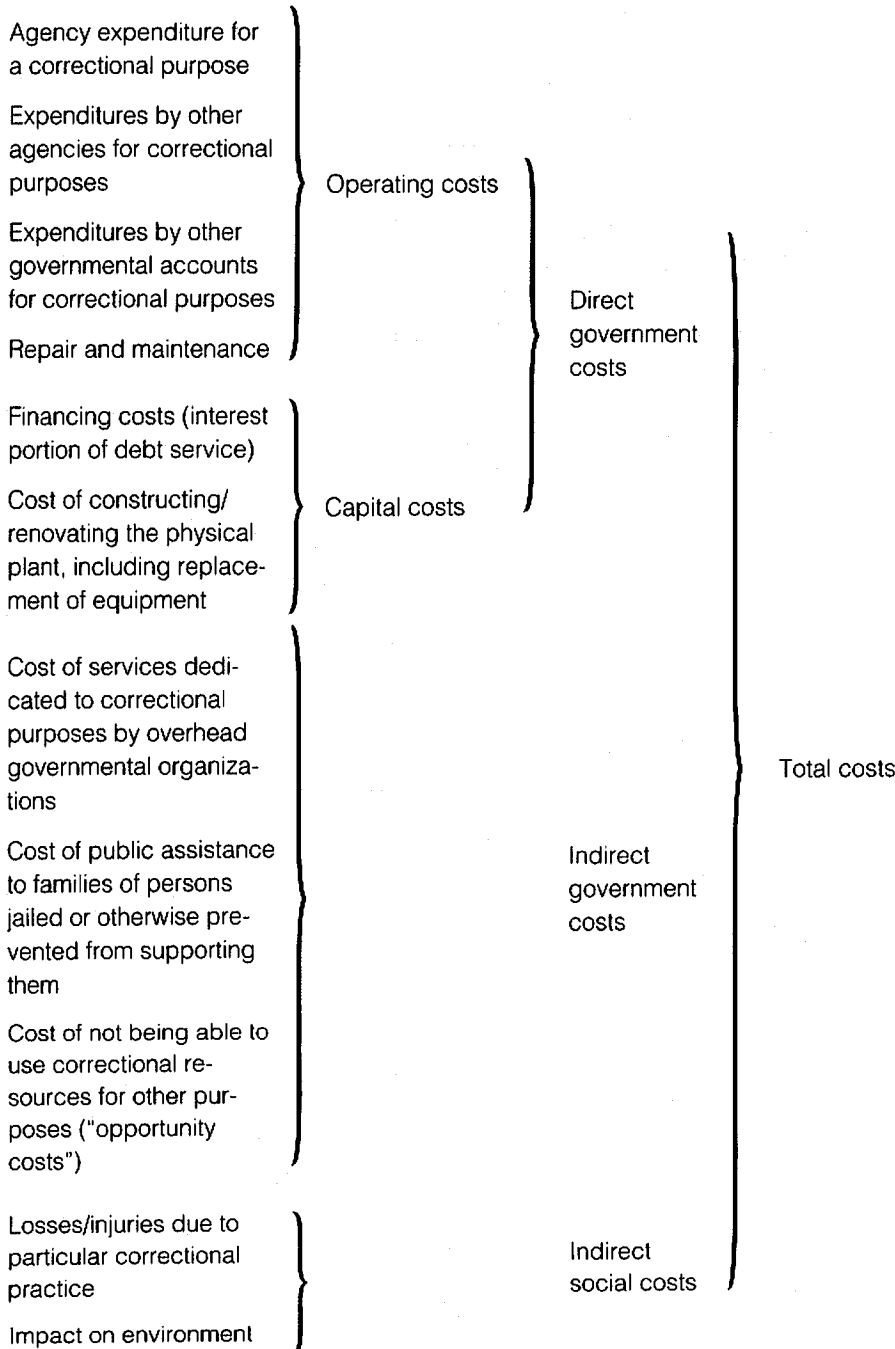 Agency expenditure for
a correctional purpose
Expenditures by other
agencies for correctional
purposes
Expenditures by other
governmental accounts
for correctional purposes
Repair and maintenance
Operating costs
Financing costs (interest
portion of debt service)
Cost of constructing/
renovating the physical
plant, including replace-
ment of equipment
Capital costs
Direct
government
costs
Cost of services dedi-
cated to correctional
purposes by overhead
governmental organiza-
tions
Cost of public assistance
to families of persons
jailed or otherwise pre-
vented from supporting
them
Cost of not being able to
use correctional re-
sources for other pur-
poses ("opportunity
costs")
Indirect
government
costs
Losses/injuries due to
particular correctional
practice
Impact on environment
Indirect
social costs
Total costs